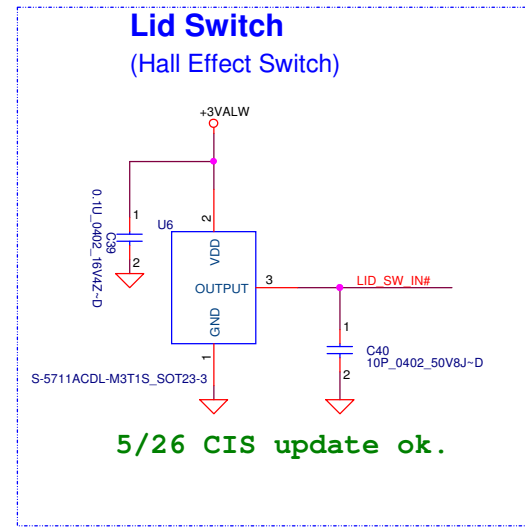 Lid Switch
(Hall Effect Switch)
+3VALW
1
C39
0.1U_0402_16V4Z~D
2
U6
2
VDD
OUTPUT
3
LID_SW_IN#
GND
1
S-5711ACDL-M3T1S_SOT23-3
1
C40
10P_0402_50V8J~D
2
5/26 CIS update ok.